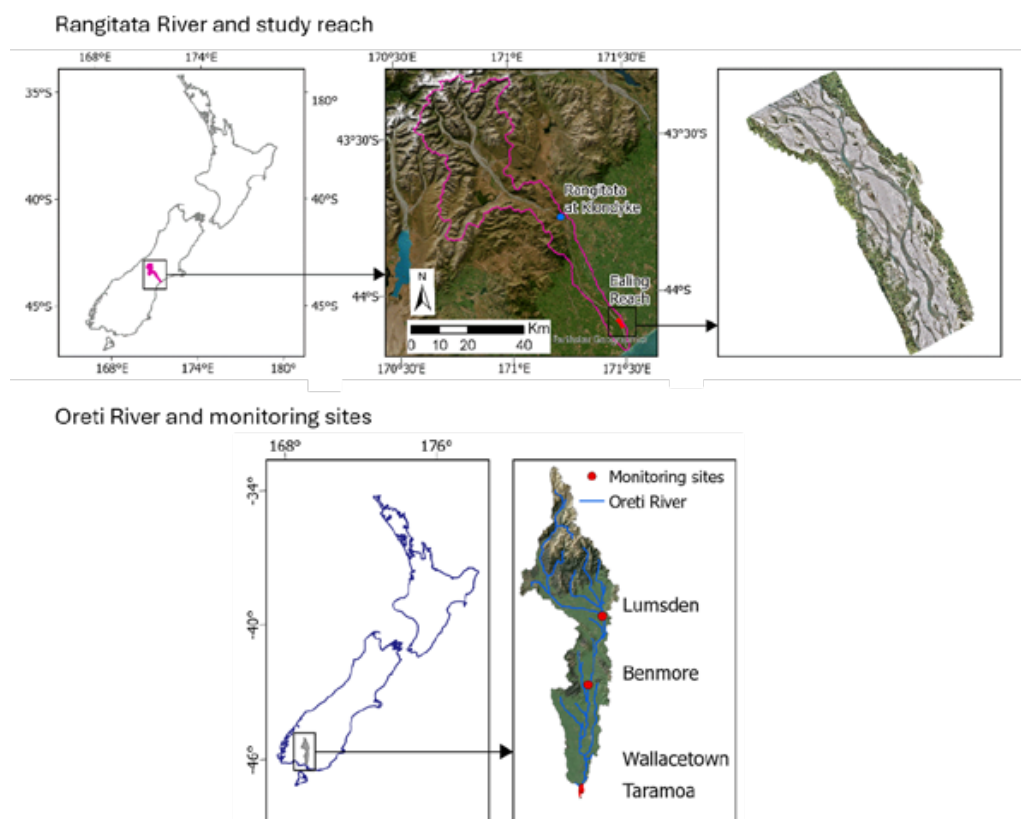 Rangitata River and study reach
168°E 174°E
170°30'E 171°E 171°30'E
35°S
180°
43°30'S
43°30'S
40°S
40°S
Rangitata
at Klondyke
45°S
45°S
44°S
44°S
Ealing
Reach
N
Km
0 10 20 40
168°E 174°E 180°
170°30'E 171°E 171°30'E
Oreti River and monitoring sites
168° 176°
-34°
Monitoring sites
Oreti River
Lumsden
-40°
Benmore
-46°
Wallacetown
Taramoa